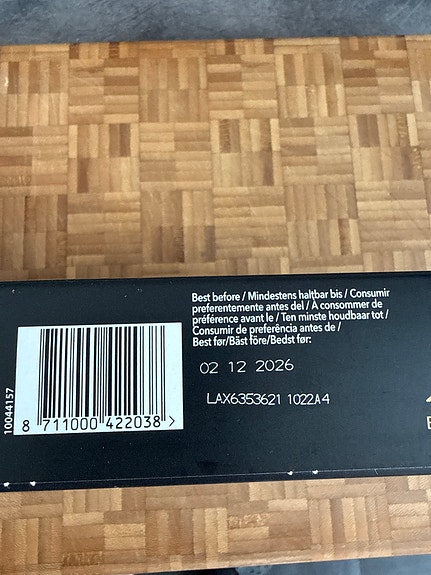 Best before / Mindestens haltbar bis / Consumir
preferentemente antes del / À consommer de
préférence avant le / Ten minste houdbaar tot /
Consumir de preferência antes de /
Best før/Bäst före/Bedst før:
02 12 2026
LAX6353621 1022A4
10044157
8 711000 422038 >